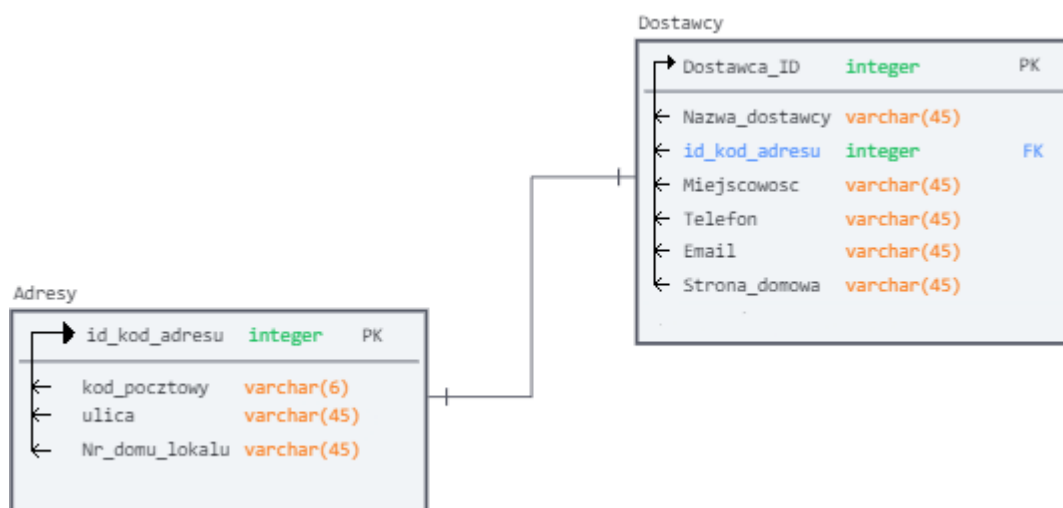 Dostawcy
Dostawca_ID integer PK
Nazwa_dostawcy varchar(45)
id_kod_adresu integer FK
Miejscowosc varchar(45)
Telefon varchar(45)
Email varchar(45)
Strona_domowa varchar(45)
Adresy
id_kod_adresu integer PK
kod_pocztowy varchar(6)
ulica varchar(45)
Nr_domu_lokalu varchar(45)